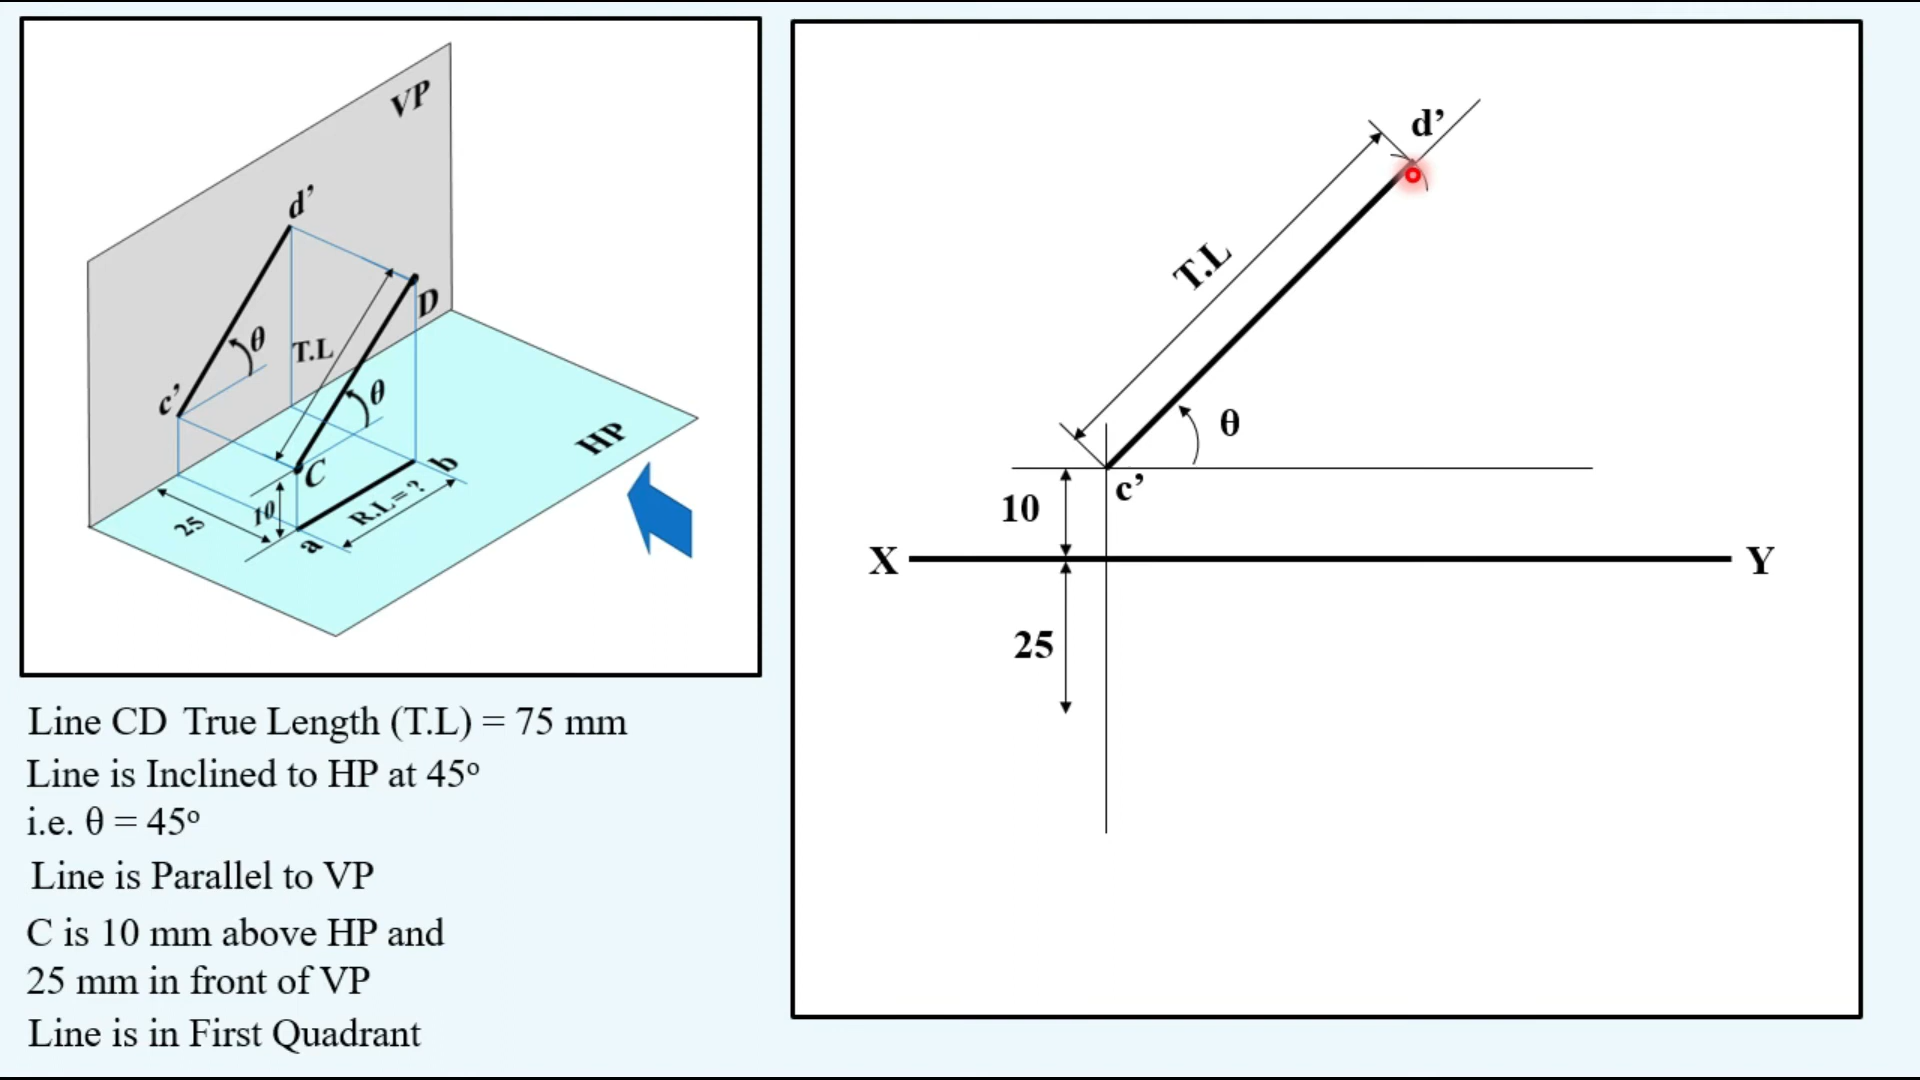 VP
d’
D
θ
T.L
c’
θ
HP
C
b
10
R.L = ?
25
a
Line CD True Length (T.L) = 75 mm
Line is Inclined to HP at 45º
i.e. θ = 45º
Line is Parallel to VP
C is 10 mm above HP and
25 mm in front of VP
Line is in First Quadrant
d’
T.L
θ
c’
10
X
Y
25